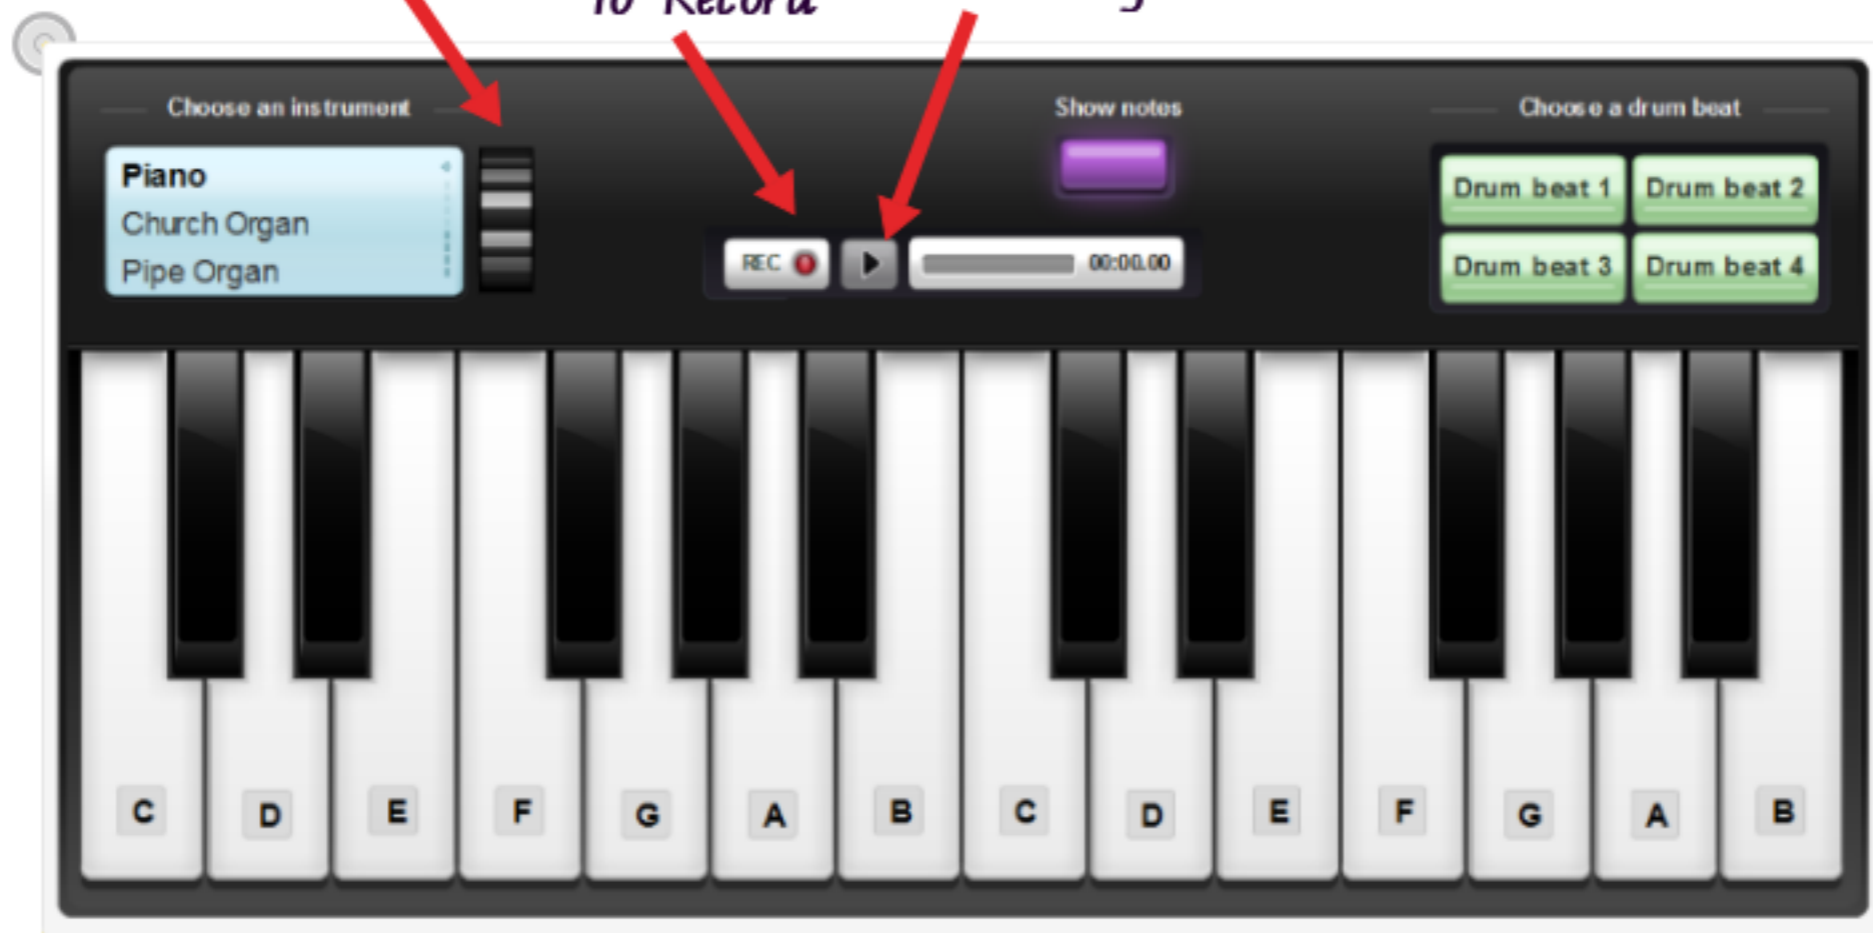 To Record
Choose an instrument
Show notes
Choose a drum beat
Piano
Church Organ
Pipe Organ
REC
00:00.00
Drum beat 1
Drum beat 2
Drum beat 3
Drum beat 4
C D E F G A B C D E F G A B